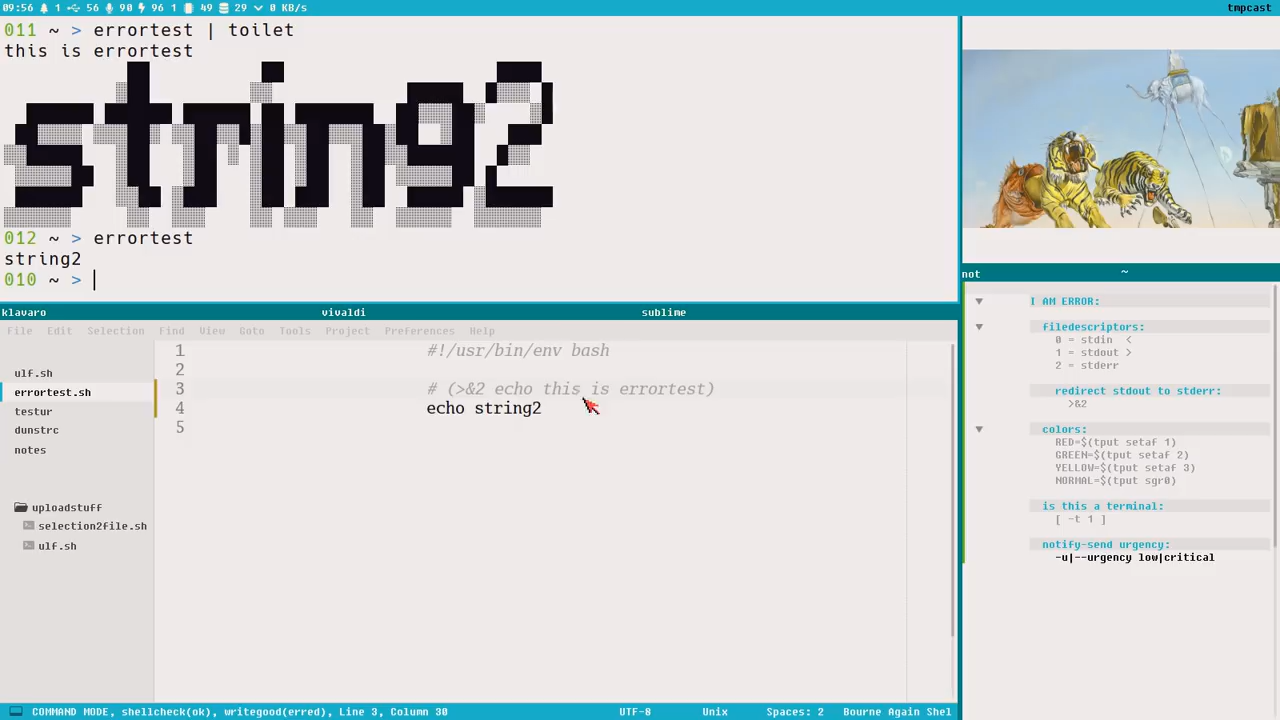 09:56 1 56 90 96 1 49 29 0 KB/s
tmpcast
011 ~ > errortest | toilet
this is errortest
string2
012 ~ > errortest
string2
010 ~ >
klavaro vivaldi sublime
File Edit Selection Find View Goto Tools Project Preferences Help
ulf.sh
errortest.sh
testur
dunstrc
notes
uploadstuff
selection2file.sh
ulf.sh
1 #!/usr/bin/env bash
2
3 # (>&2 echo this is errortest)
4 echo string2
5
not ~
I AM ERROR:
filedescriptors:
0 = stdin <
1 = stdout >
2 = stderr
redirect stdout to stderr:
>&2
colors:
RED=$(tput setaf 1)
GREEN=$(tput setaf 2)
YELLOW=$(tput setaf 3)
NORMAL=$(tput sgr0)
is this a terminal:
[ -t 1 ]
notify-send urgency:
-u|--urgency low|critical
COMMAND MODE, shellcheck(ok), writegood(erred), Line 3, Column 30 UTF-8 Unix Spaces: 2 Bourne Again Shel